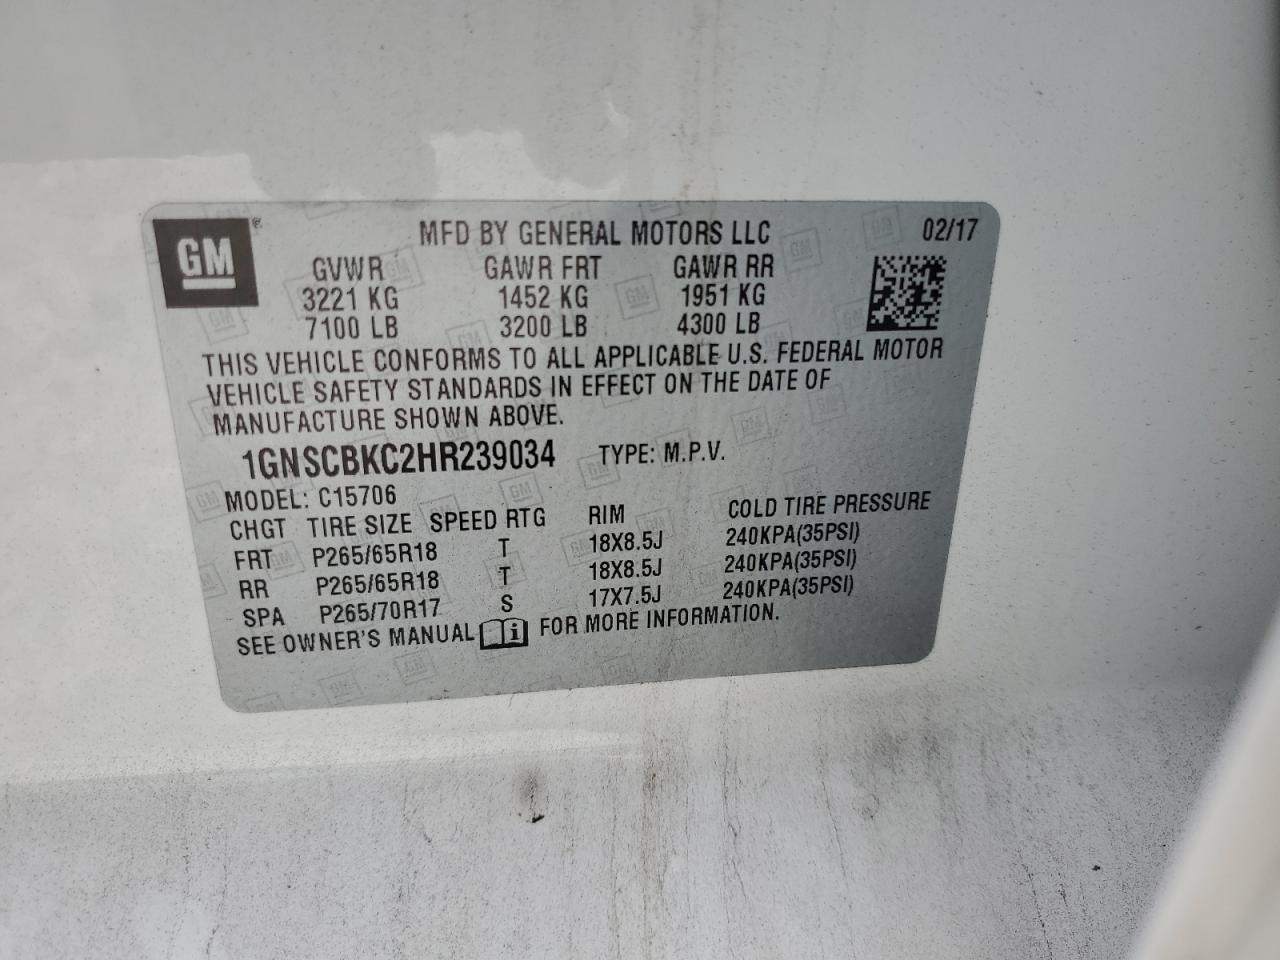 GM® MFD BY GENERAL MOTORS LLC 02/17
GVWR GAWR FRT GAWR RR
3221 KG 1452 KG 1951 KG
7100 LB 3200 LB 4300 LB
THIS VEHICLE CONFORMS TO ALL APPLICABLE U.S. FEDERAL MOTOR
VEHICLE SAFETY STANDARDS IN EFFECT ON THE DATE OF
MANUFACTURE SHOWN ABOVE.
1GNSCBKC2HR239034 TYPE: M.P.V.
MODEL: C15706
CHGT TIRE SIZE SPEED RTG RIM COLD TIRE PRESSURE
FRT P265/65R18 T 18X8.5J 240KPA(35PSI)
RR P265/65R18 T 18X8.5J 240KPA(35PSI)
SPA P265/70R17 S 17X7.5J 240KPA(35PSI)
SEE OWNER'S MANUAL i FOR MORE INFORMATION.